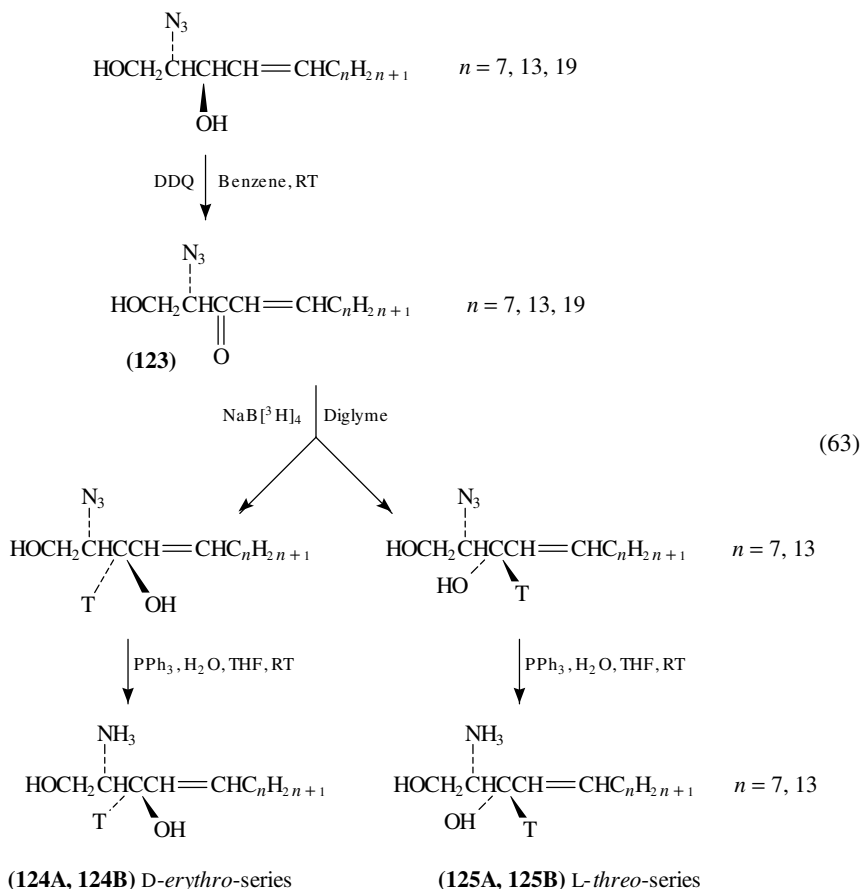 N₃
HOCH₂CHCHCH=CHCₙH₂ₙ₊₁ n = 7, 13, 19
OH
DDQ Benzene, RT
N₃
HOCH₂CHCCH=CHCₙH₂ₙ₊₁ n = 7, 13, 19
O
(123)
NaB[³H]₄ Diglyme
(63)
N₃ N₃
HOCH₂CHCCH=CHCₙH₂ₙ₊₁ HOCH₂CHCCH=CHCₙH₂ₙ₊₁ n = 7, 13
T OH HO T
PPh₃, H₂O, THF, RT PPh₃, H₂O, THF, RT
NH₃ NH₃
HOCH₂CHCCH=CHCₙH₂ₙ₊₁ HOCH₂CHCCH=CHCₙH₂ₙ₊₁ n = 7, 13
T OH OH T
(124A, 124B) D-erythro-series (125A, 125B) L-threo-series